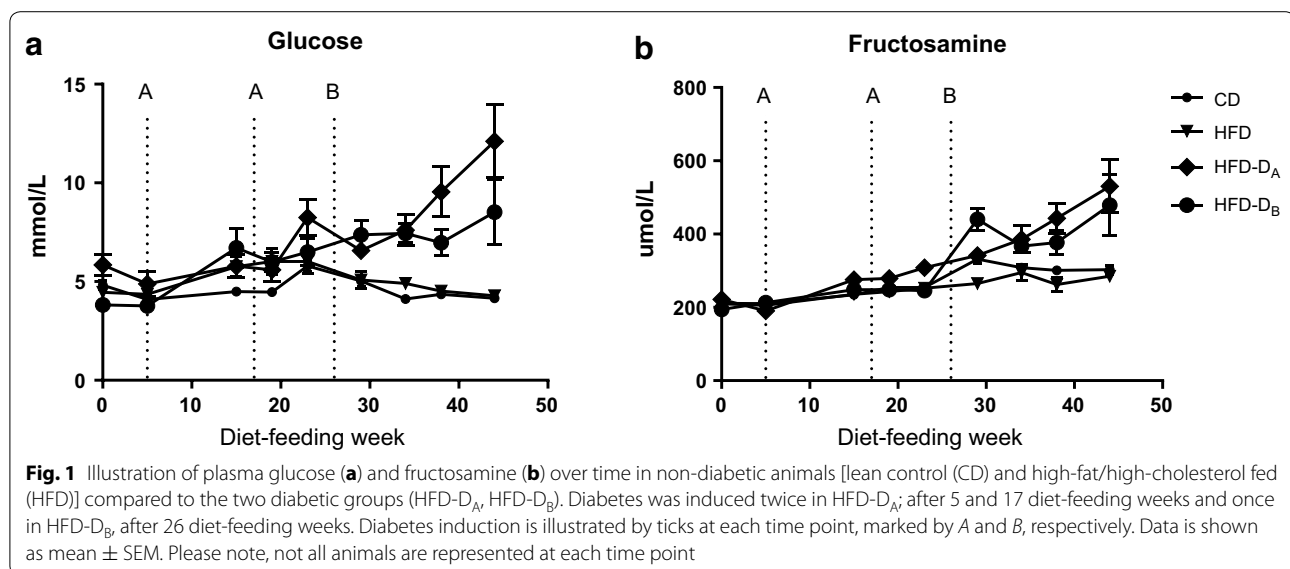 a
Glucose
15
10
5
0
mmol/L
A
A
B
0
10
20
30
40
50
Diet-feeding week
b
Fructosamine
800
600
400
200
0
umol/L
A
A
B
0
10
20
30
40
50
Diet-feeding week
CD
HFD
HFD-D_A
HFD-D_B
Fig. 1 Illustration of plasma glucose (a) and fructosamine (b) over time in non-diabetic animals [lean control (CD) and high-fat/high-cholesterol fed
(HFD)] compared to the two diabetic groups (HFD-D_A, HFD-D_B). Diabetes was induced twice in HFD-D_A; after 5 and 17 diet-feeding weeks and once
in HFD-D_B, after 26 diet-feeding weeks. Diabetes induction is illustrated by ticks at each time point, marked by A and B, respectively. Data is shown
as mean ± SEM. Please note, not all animals are represented at each time point